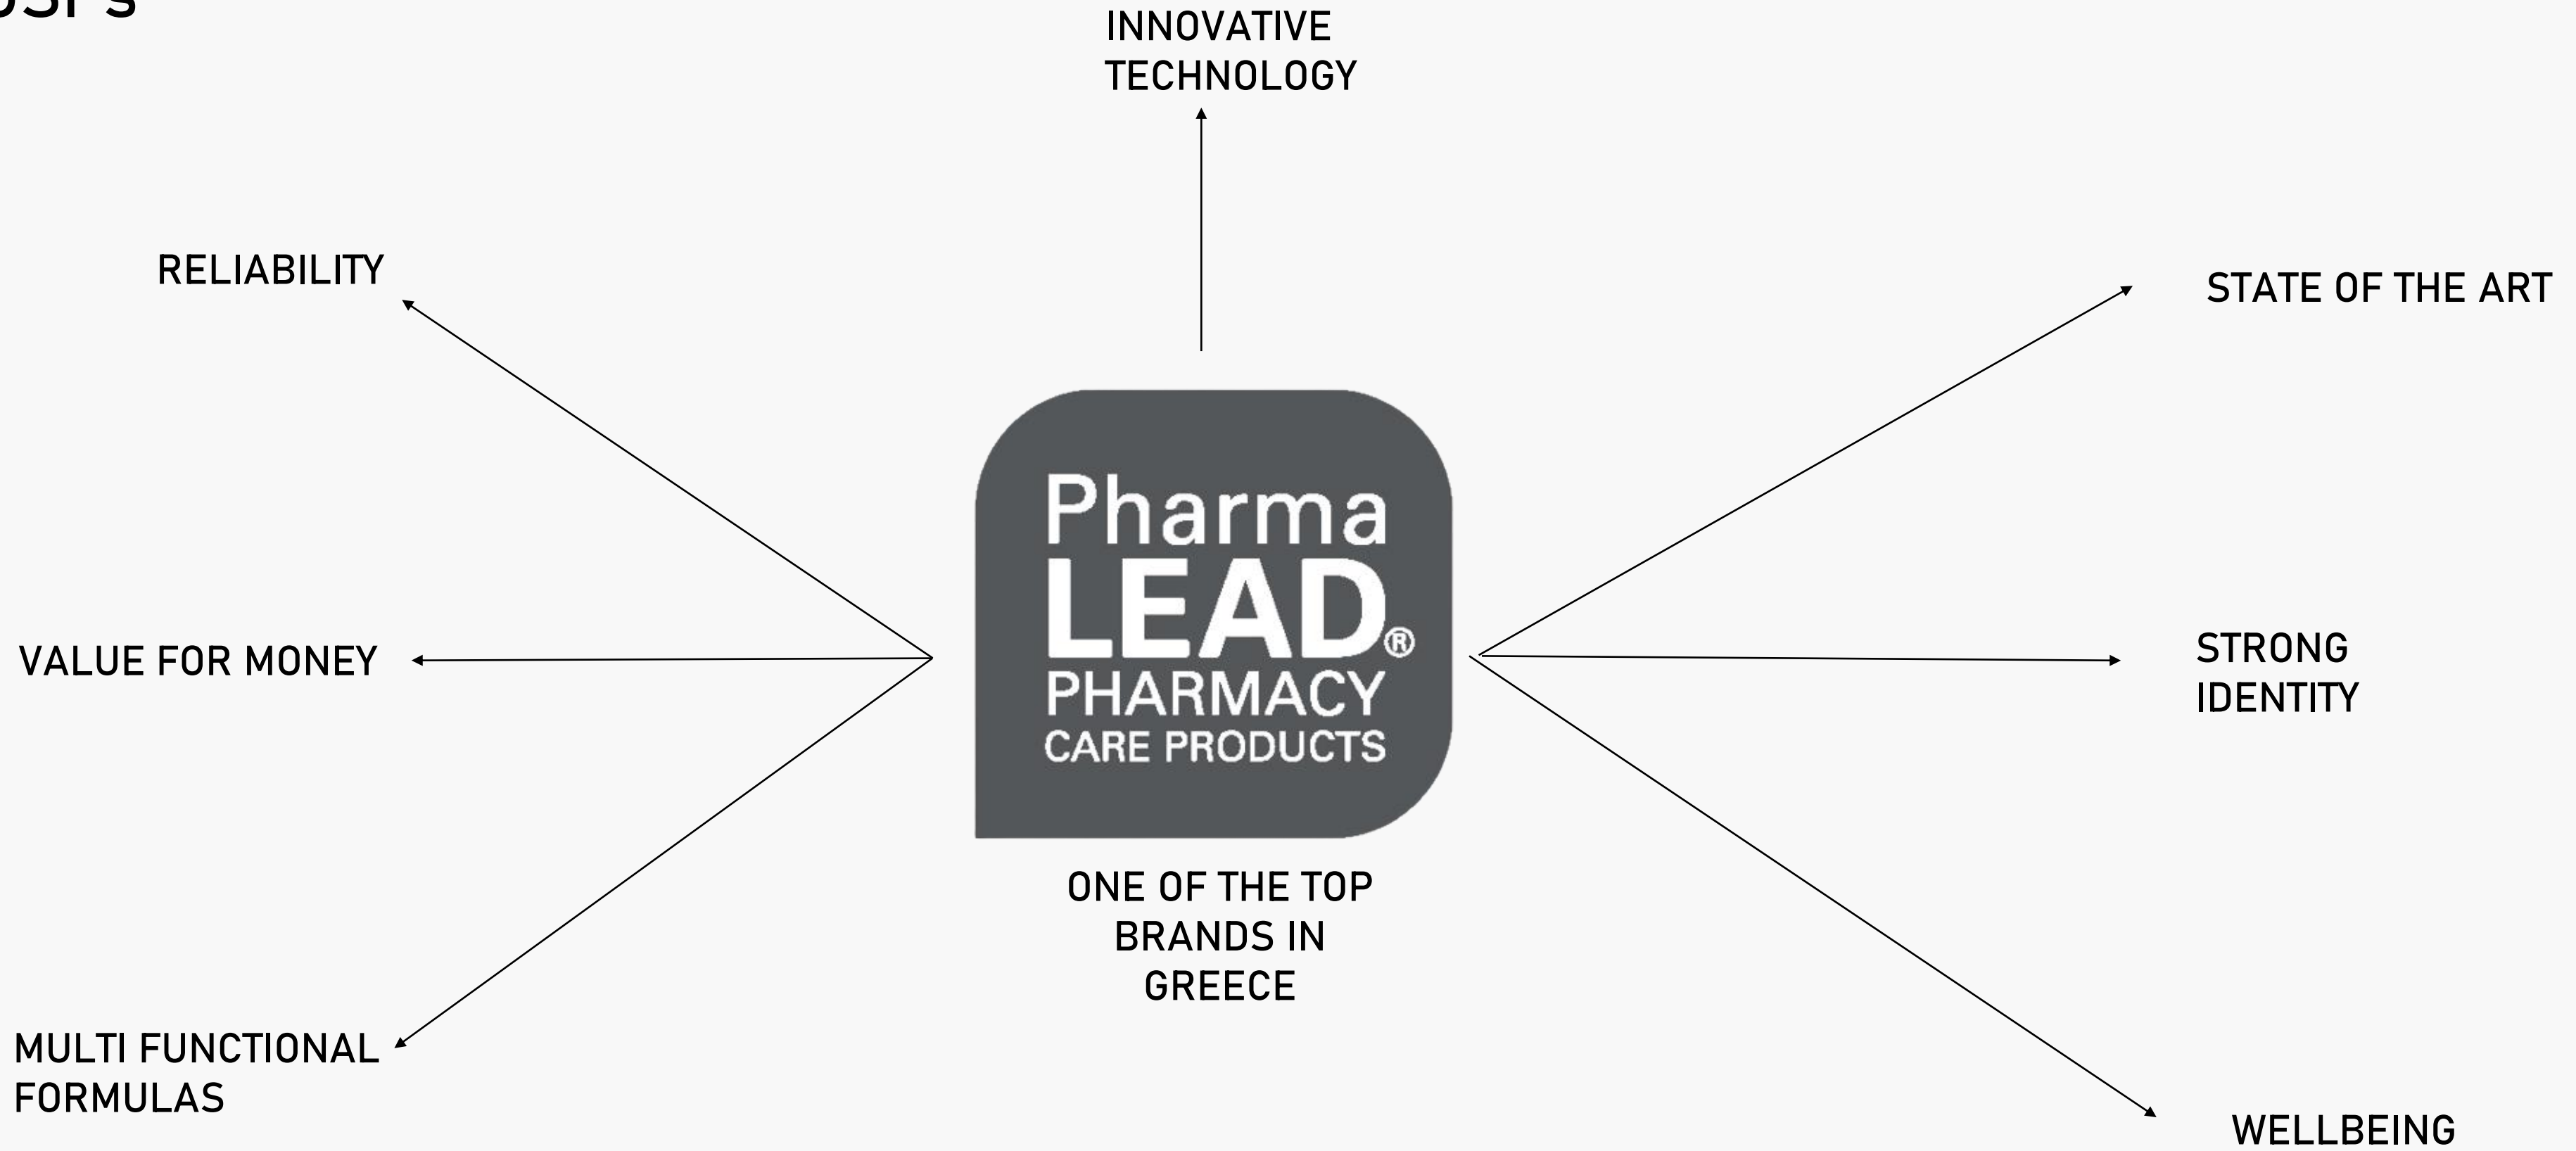 INNOVATIVE
TECHNOLOGY
RELIABILITY
STATE OF THE ART
Pharma
LEAD®
PHARMACY
CARE PRODUCTS
VALUE FOR MONEY
STRONG
IDENTITY
ONE OF THE TOP
BRANDS IN
GREECE
MULTI FUNCTIONAL
FORMULAS
WELLBEING